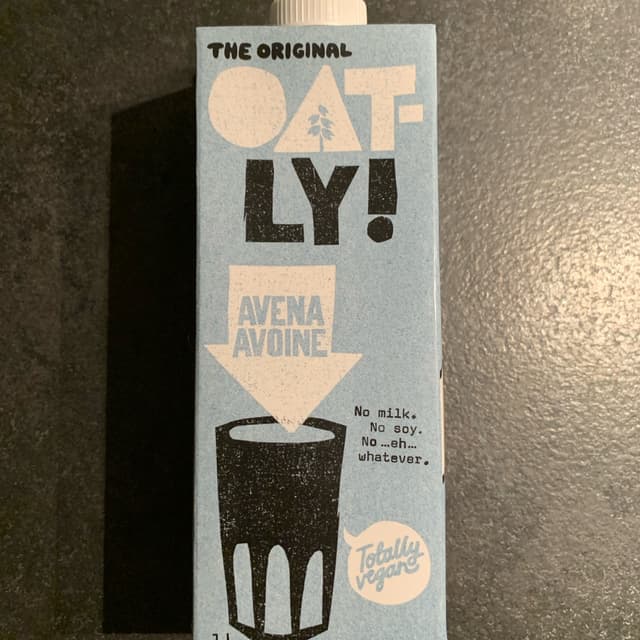 THE ORIGINAL
OAT-
LY!
AVENA
AVOINE
No milk.
No soy.
No …eh…
whatever.
Totally
vegan